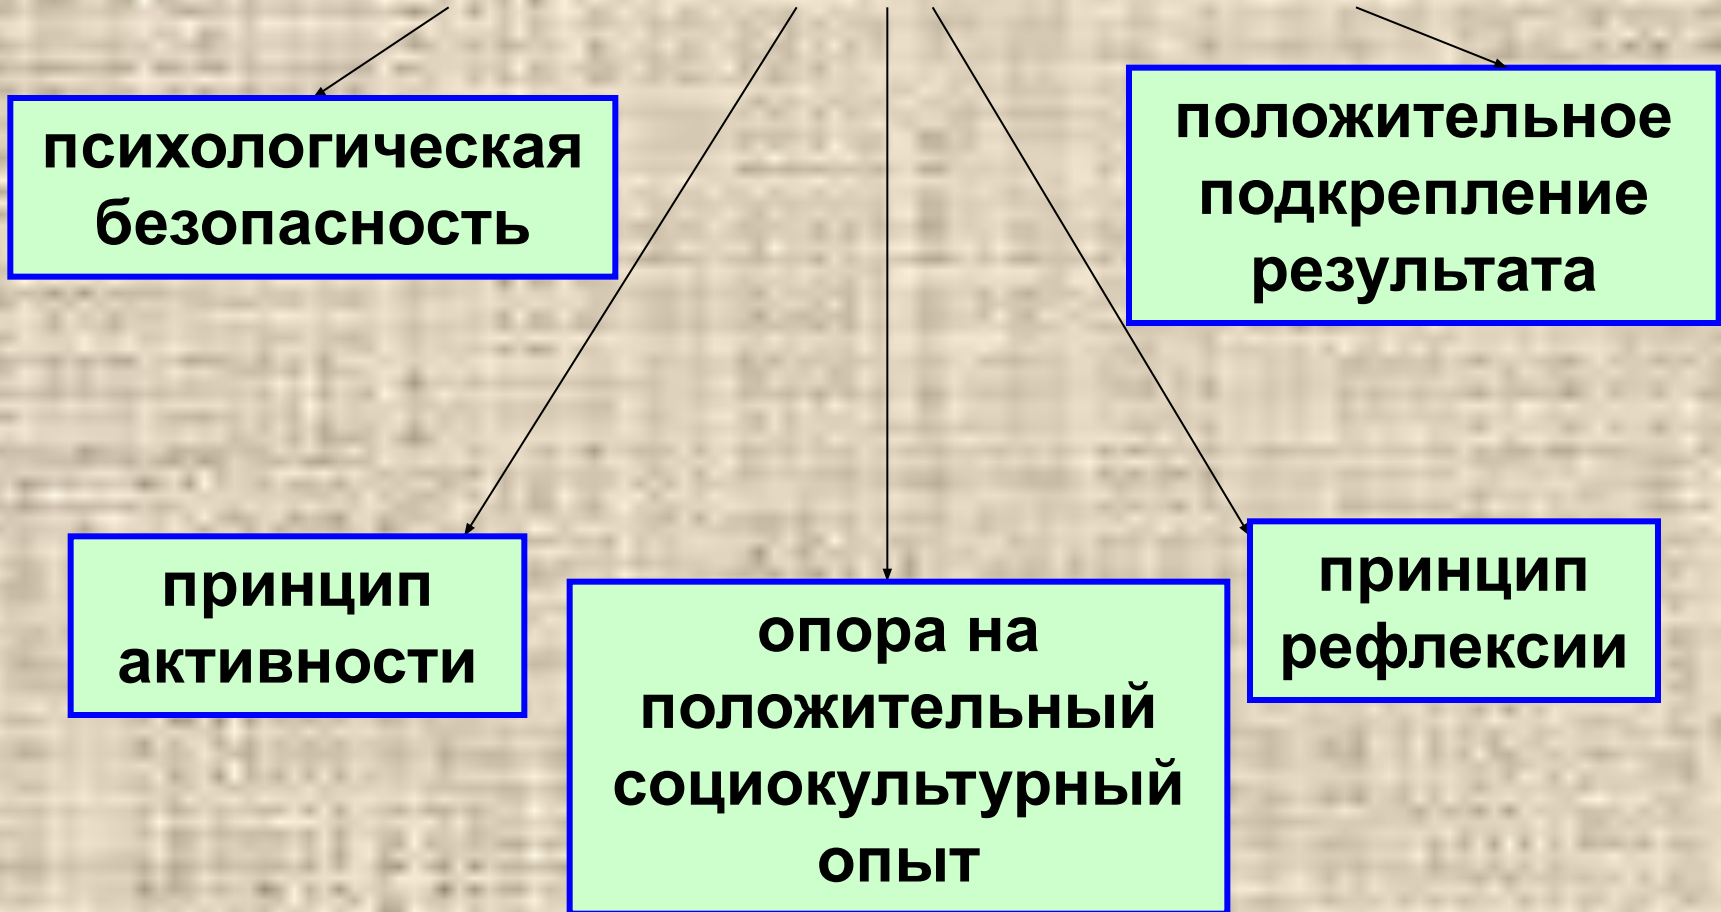 психологическая
безопасность
положительное
подкрепление
результата
принцип
активности
опора на
положительный
социокультурный
опыт
принцип
рефлексии